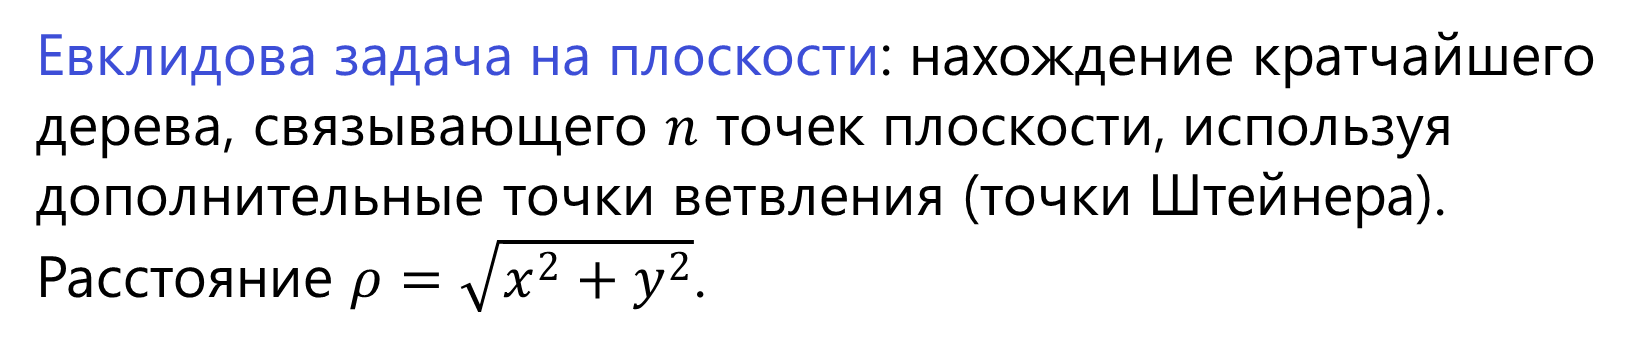 Евклидова задача на плоскости: нахождение кратчайшего
дерева, связывающего n точек плоскости, используя
дополнительные точки ветвления (точки Штейнера).
Расстояние ρ = √(x² + y²).